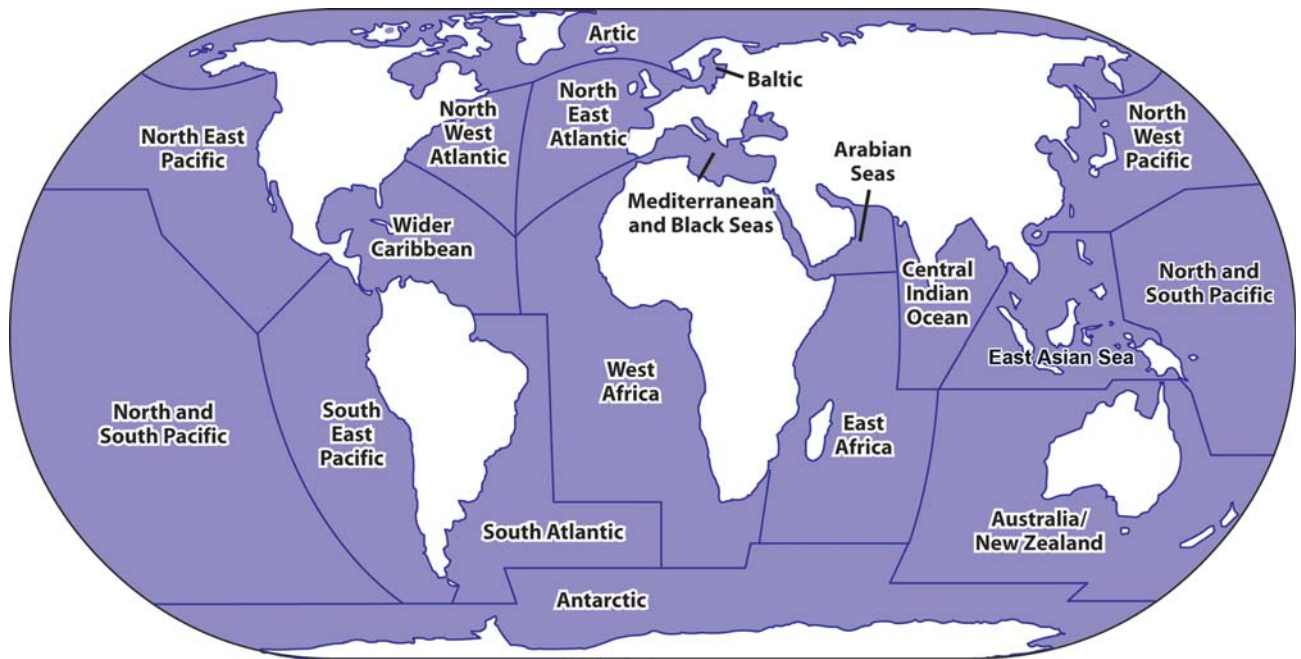 Artic
Baltic
North
West
Atlantic
North
East
Atlantic
North East
Pacific
North
West
Pacific
Arabian
Seas
Mediterranean
and Black Seas
Wider
Caribbean
Central
Indian
Ocean
North and
South Pacific
East Asian Sea
West
Africa
North and
South Pacific
South
East
Pacific
East
Africa
South Atlantic
Australia/
New Zealand
Antarctic